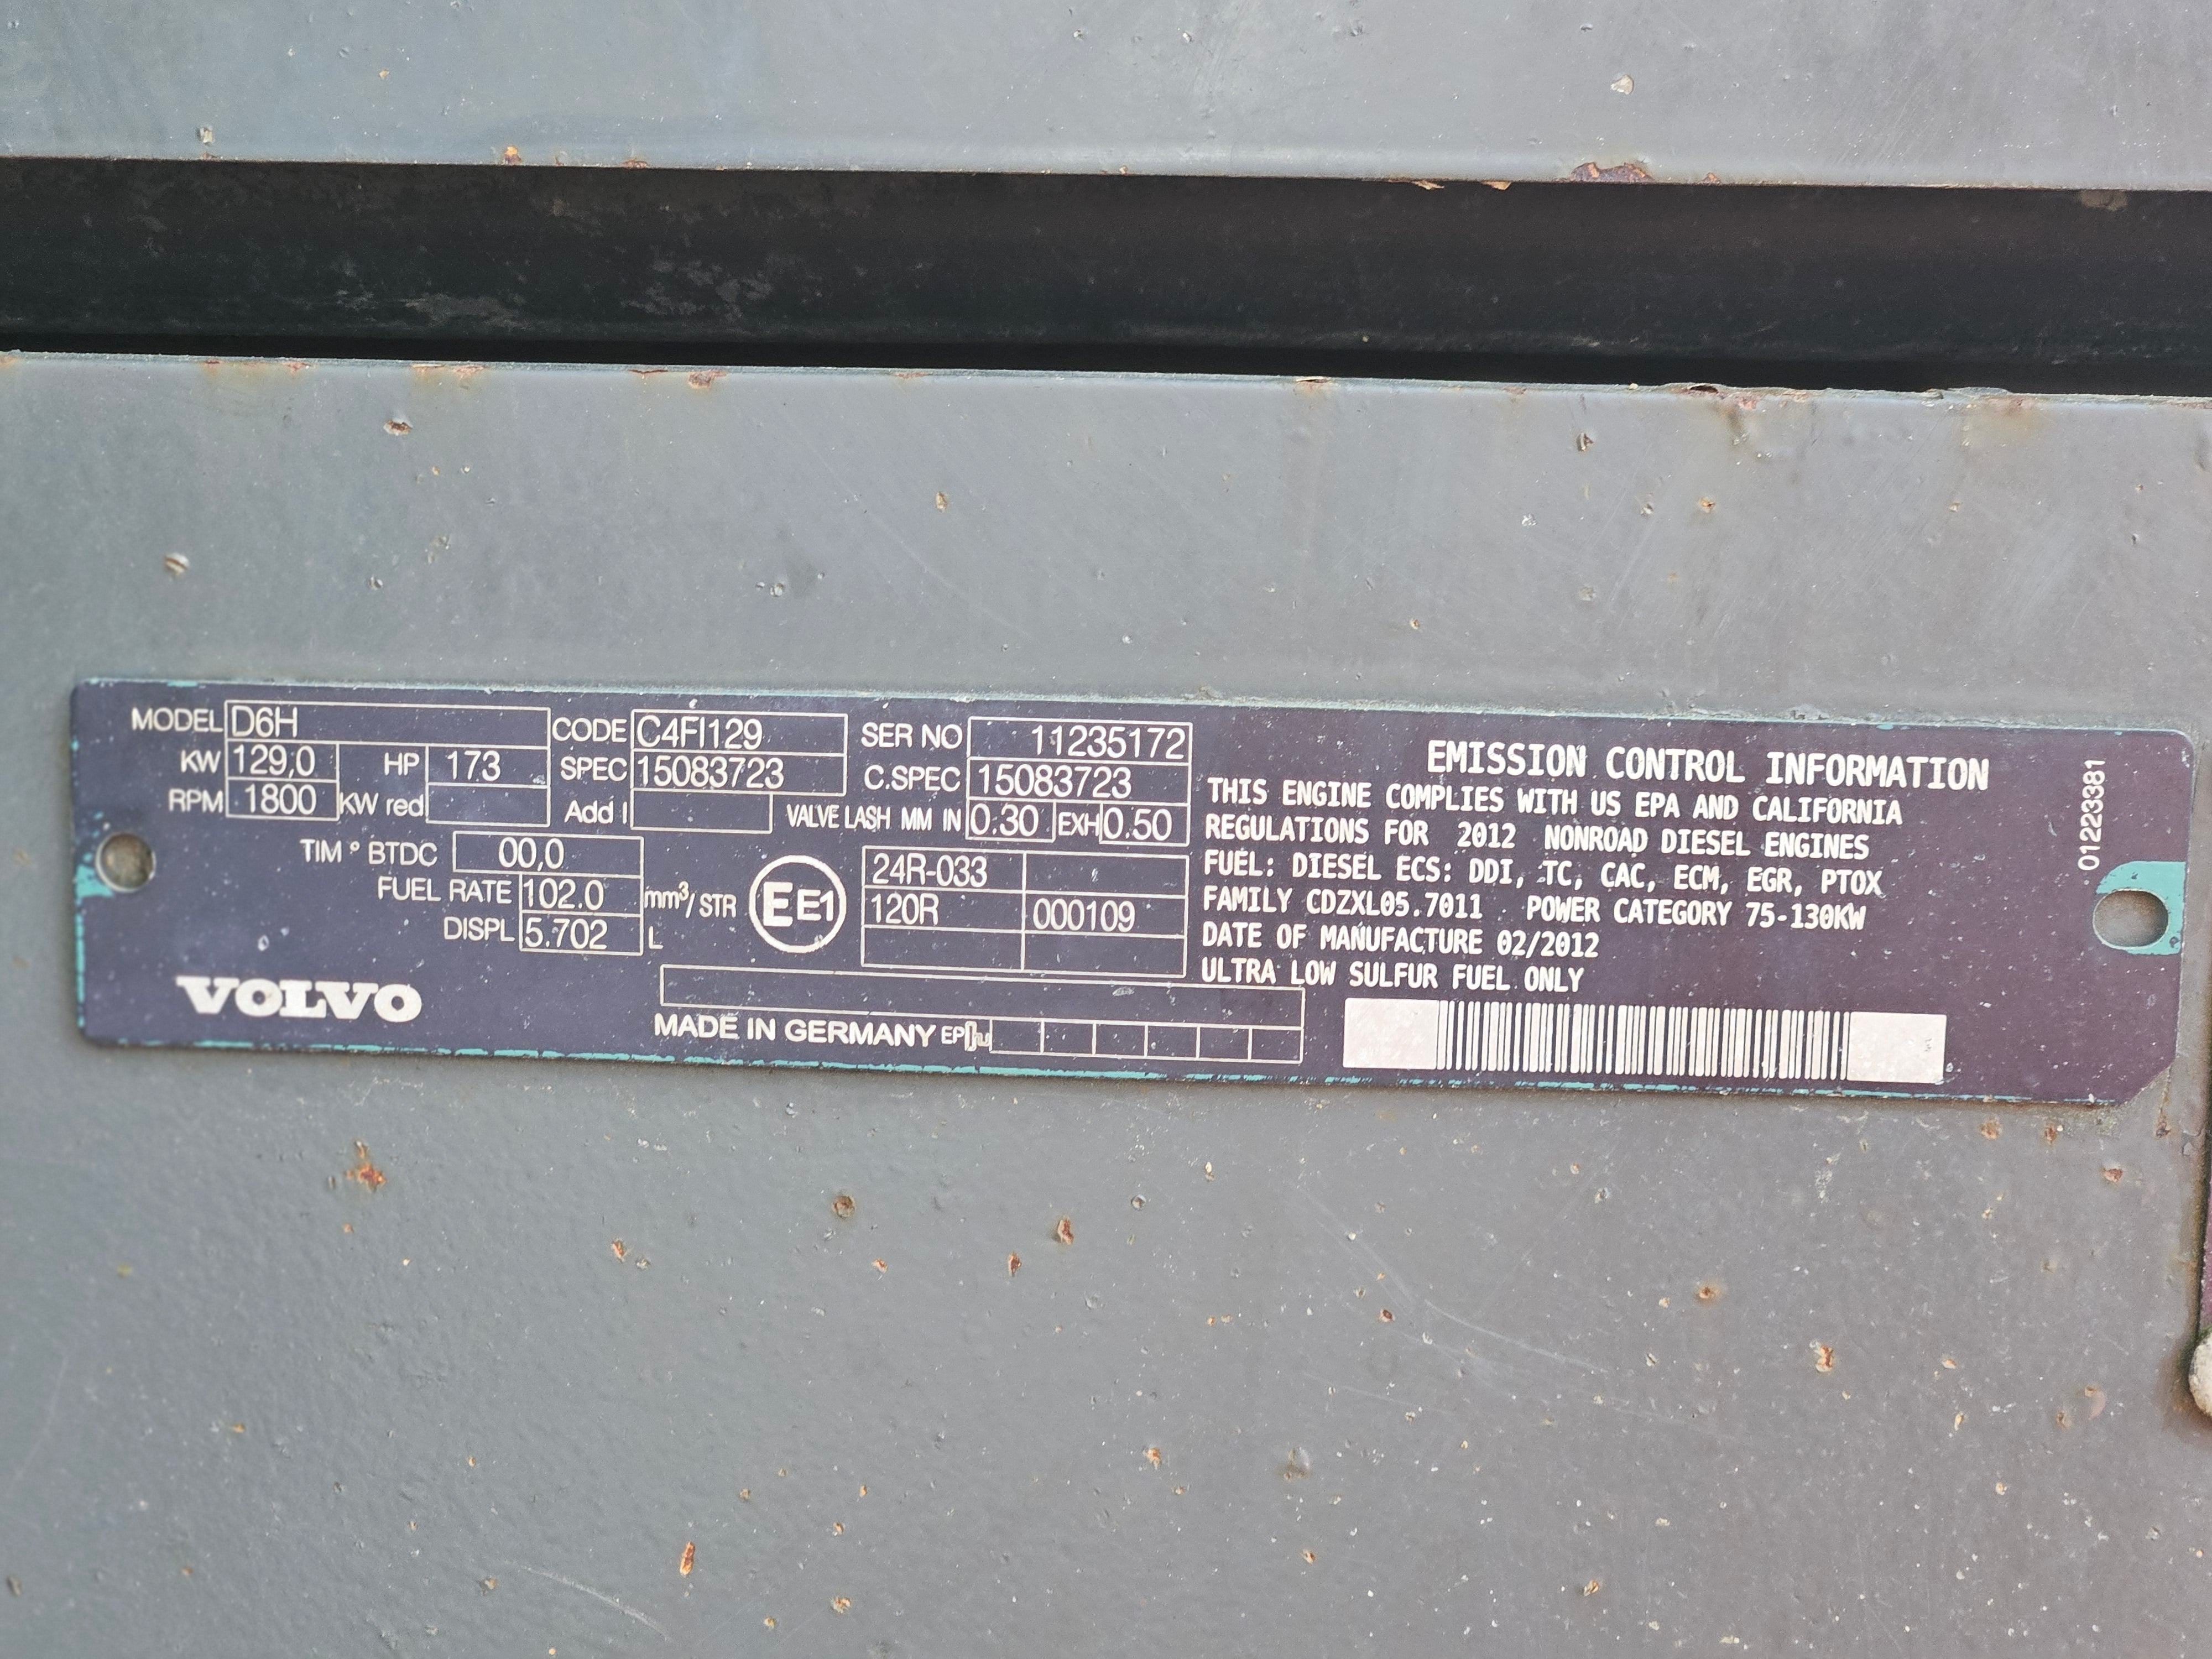 MODEL D6H CODE C4FI129 SER NO 11235172
KW 129,0 HP 173 SPEC 15083723 C.SPEC 15083723
RPM 1800 KW red Add I VALVE LASH MM IN 0.30 EXH 0.50
TIM ° BTDC 00,0
FUEL RATE 102.0 mm³/STR
DISPL 5.702 L
E E1
24R-033
120R 000109
VOLVO
MADE IN GERMANY
EMISSION CONTROL INFORMATION
THIS ENGINE COMPLIES WITH US EPA AND CALIFORNIA
REGULATIONS FOR 2012 NONROAD DIESEL ENGINES
FUEL: DIESEL ECS: DDI, TC, CAC, ECM, EGR, PTOX
FAMILY CDZXL05.7011 POWER CATEGORY 75-130KW
DATE OF MANUFACTURE 02/2012
ULTRA LOW SULFUR FUEL ONLY
01223381